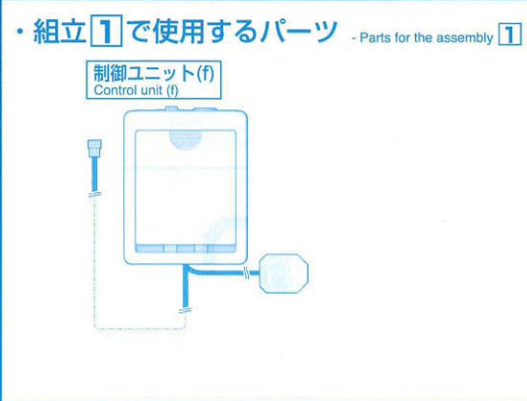 ・組立1で使用するパーツ - Parts for the assembly 1
制御ユニット(f)
Control unit (f)